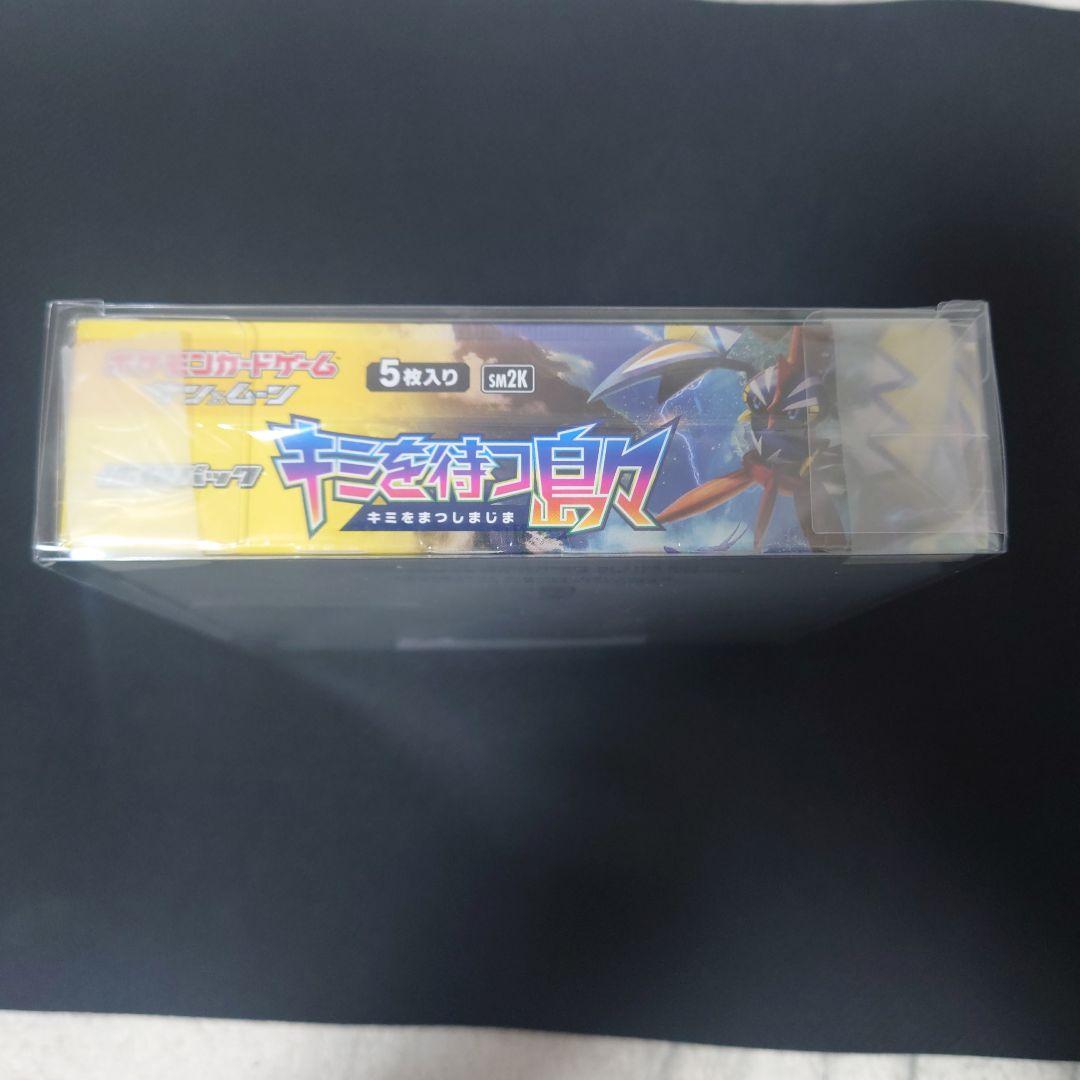 ポケモンカードゲーム
サン&ムーン
5枚入り
SM2K
パック
キミを待つ島々
キミをまつしまじま